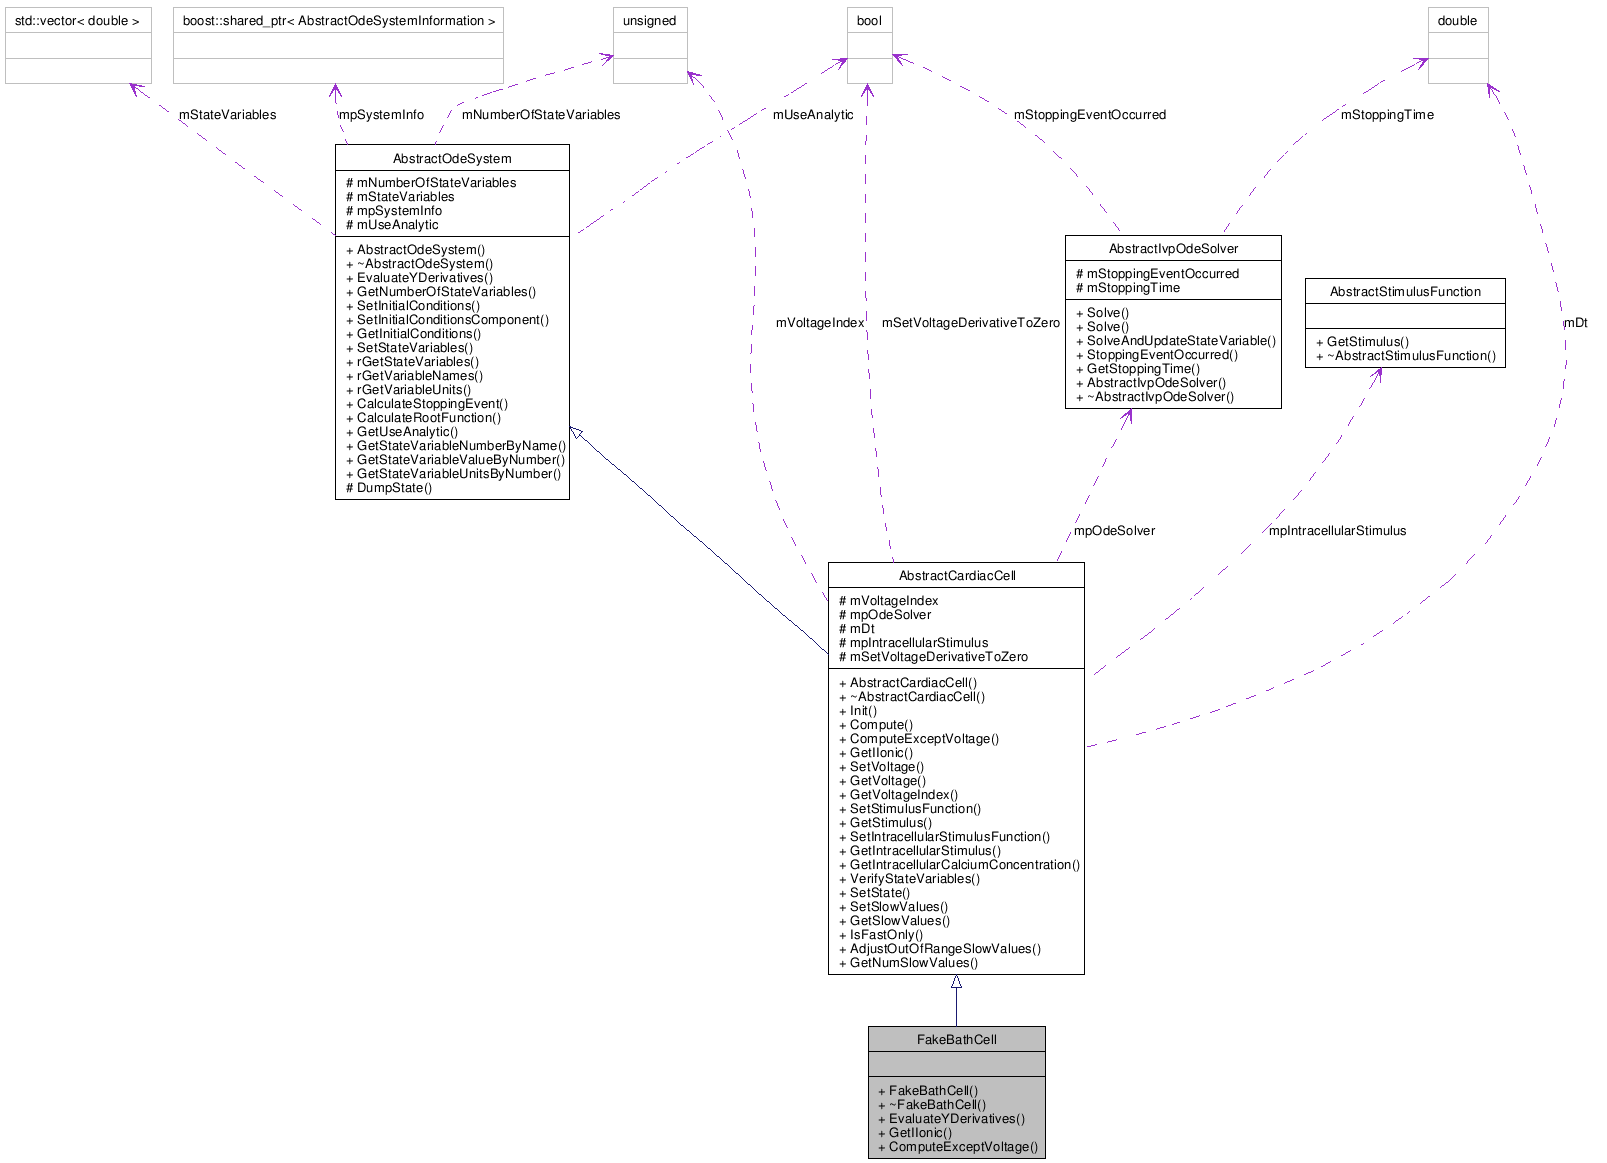 std::vector< double >
boost::shared_ptr< AbstractOdeSystemInformation >
unsigned
bool
double
mStateVariables
mpSystemInfo
mNumberOfStateVariables
mUseAnalytic
mStoppingEventOccurred
mStoppingTime
AbstractOdeSystem
# mNumberOfStateVariables
# mStateVariables
# mpSystemInfo
# mUseAnalytic
+ AbstractOdeSystem()
+ ~AbstractOdeSystem()
+ EvaluateYDerivatives()
+ GetNumberOfStateVariables()
+ SetInitialConditions()
+ SetInitialConditionsComponent()
+ GetInitialConditions()
+ SetStateVariables()
+ rGetStateVariables()
+ rGetVariableNames()
+ rGetVariableUnits()
+ CalculateStoppingEvent()
+ CalculateRootFunction()
+ GetUseAnalytic()
+ GetStateVariableNumberByName()
+ GetStateVariableValueByNumber()
+ GetStateVariableUnitsByNumber()
# DumpState()
AbstractIvpOdeSolver
# mStoppingEventOccurred
# mStoppingTime
+ Solve()
+ Solve()
+ SolveAndUpdateStateVariable()
+ StoppingEventOccurred()
+ GetStoppingTime()
+ AbstractIvpOdeSolver()
+ ~AbstractIvpOdeSolver()
AbstractStimulusFunction
+ GetStimulus()
+ ~AbstractStimulusFunction()
mVoltageIndex
mSetVoltageDerivativeToZero
mDt
mpOdeSolver
mpIntracellularStimulus
AbstractCardiacCell
# mVoltageIndex
# mpOdeSolver
# mDt
# mpIntracellularStimulus
# mSetVoltageDerivativeToZero
+ AbstractCardiacCell()
+ ~AbstractCardiacCell()
+ Init()
+ Compute()
+ ComputeExceptVoltage()
+ GetIIonic()
+ SetVoltage()
+ GetVoltage()
+ GetVoltageIndex()
+ SetStimulusFunction()
+ GetStimulus()
+ SetIntracellularStimulusFunction()
+ GetIntracellularStimulus()
+ GetIntracellularCalciumConcentration()
+ VerifyStateVariables()
+ SetState()
+ SetSlowValues()
+ GetSlowValues()
+ IsFastOnly()
+ AdjustOutOfRangeSlowValues()
+ GetNumSlowValues()
FakeBathCell
+ FakeBathCell()
+ ~FakeBathCell()
+ EvaluateYDerivatives()
+ GetIIonic()
+ ComputeExceptVoltage()